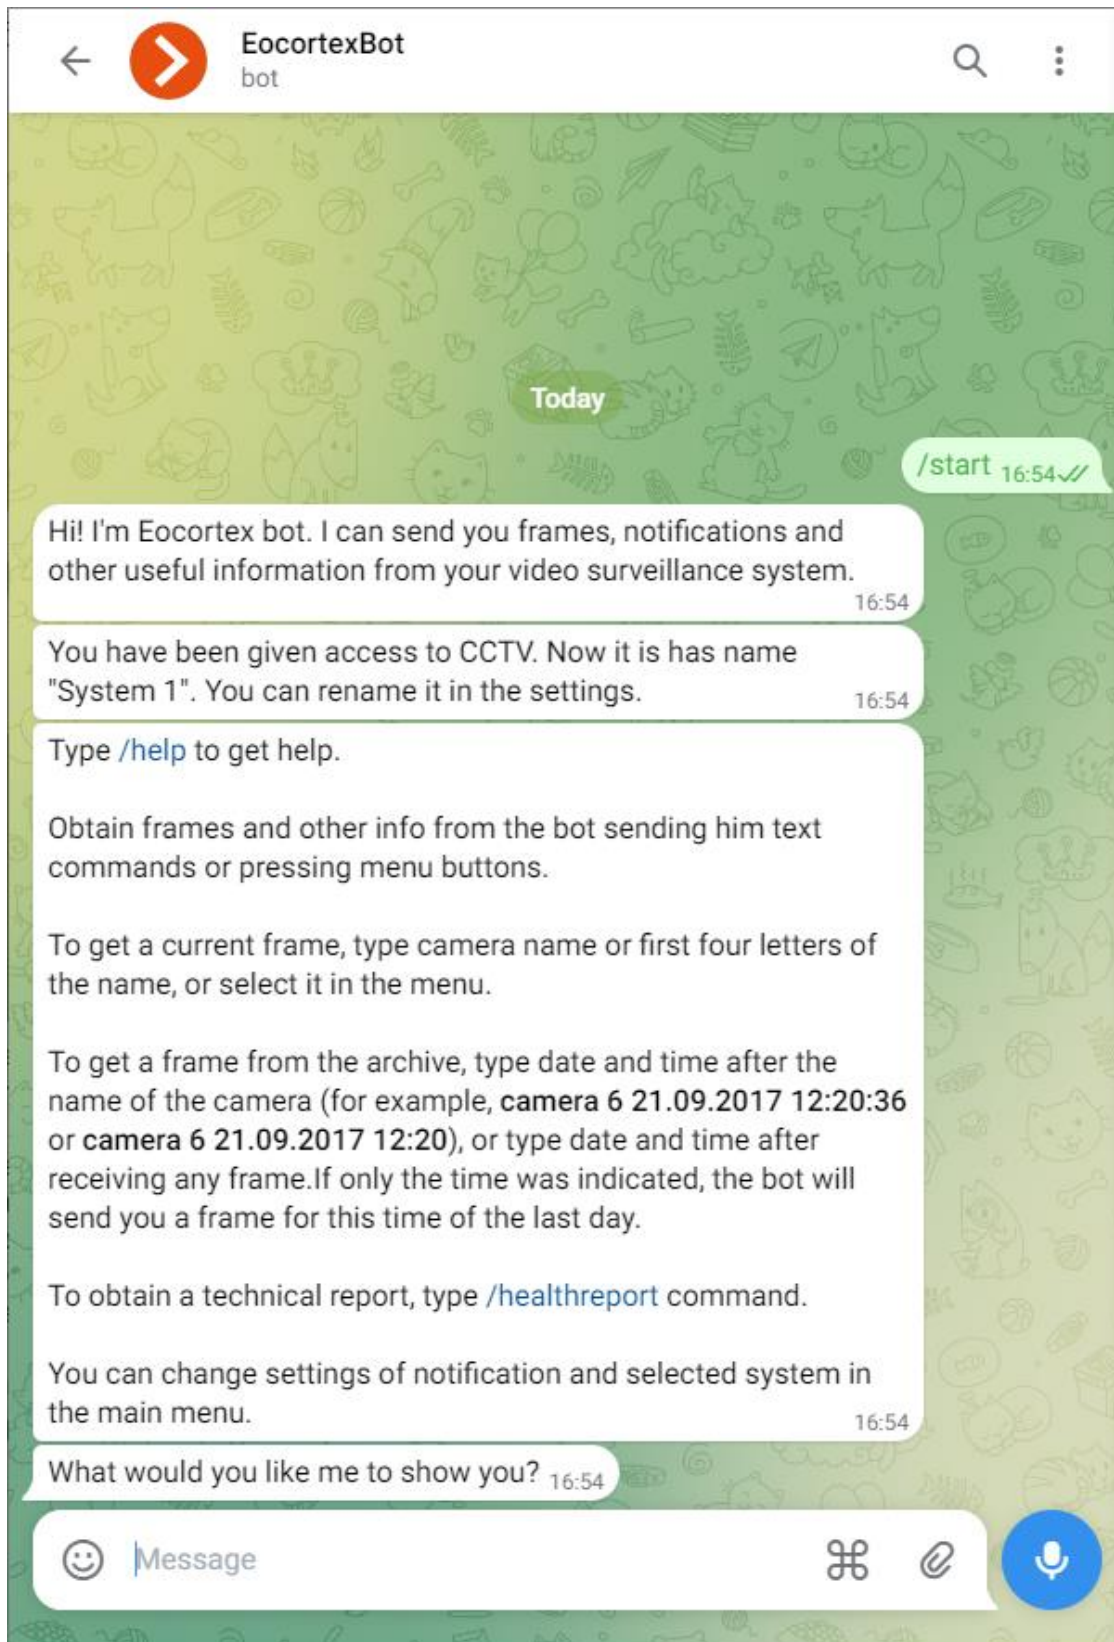 EocortexBot
bot
Today
/start 16:54
Hi! I'm Eocortex bot. I can send you frames, notifications and
other useful information from your video surveillance system.
16:54
You have been given access to CCTV. Now it is has name
"System 1". You can rename it in the settings.
16:54
Type /help to get help.
Obtain frames and other info from the bot sending him text
commands or pressing menu buttons.
To get a current frame, type camera name or first four letters of
the name, or select it in the menu.
To get a frame from the archive, type date and time after the
name of the camera (for example, camera 6 21.09.2017 12:20:36
or camera 6 21.09.2017 12:20), or type date and time after
receiving any frame.If only the time was indicated, the bot will
send you a frame for this time of the last day.
To obtain a technical report, type /healthreport command.
You can change settings of notification and selected system in
the main menu.
16:54
What would you like me to show you? 16:54
Message